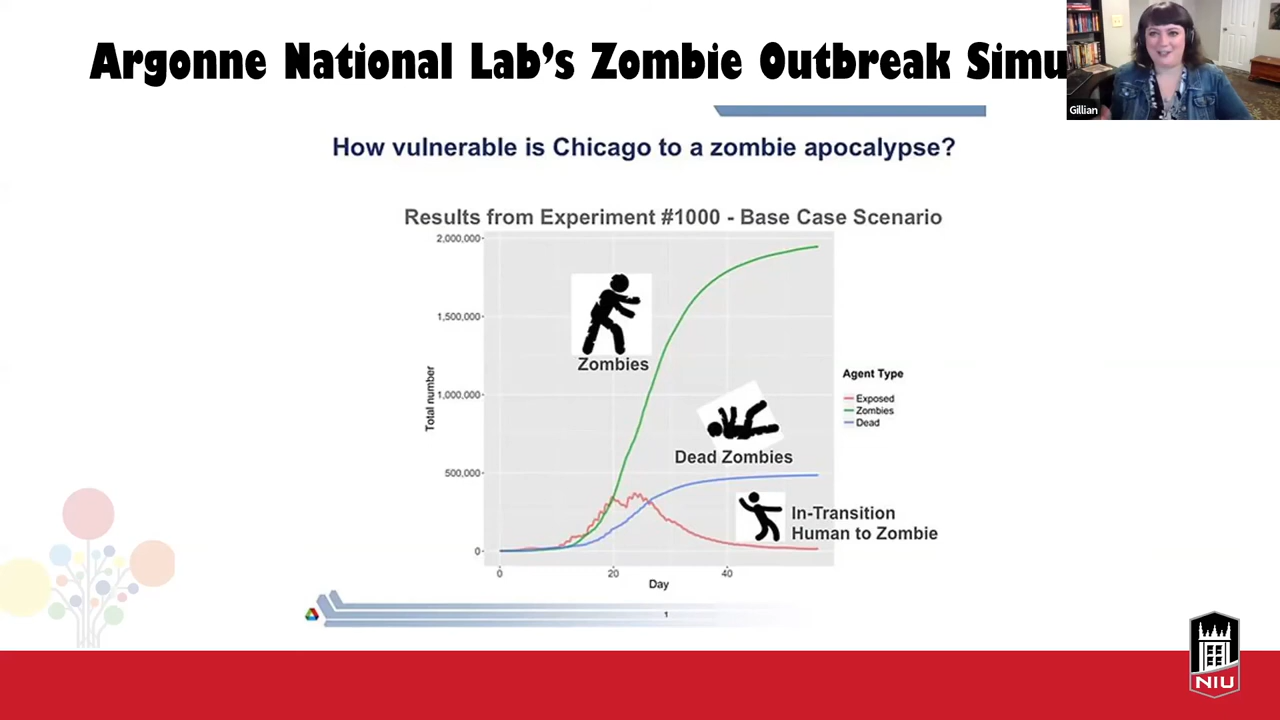 Argonne National Lab's Zombie Outbreak Simu
Gillian
How vulnerable is Chicago to a zombie apocalypse?
Results from Experiment #1000 - Base Case Scenario
2,000,000
1,500,000
1,000,000
500,000
0
Total number
Zombies
Dead Zombies
In-Transition
Human to Zombie
Agent Type
Exposed
Zombies
Dead
0
20
40
Day
1
NIU